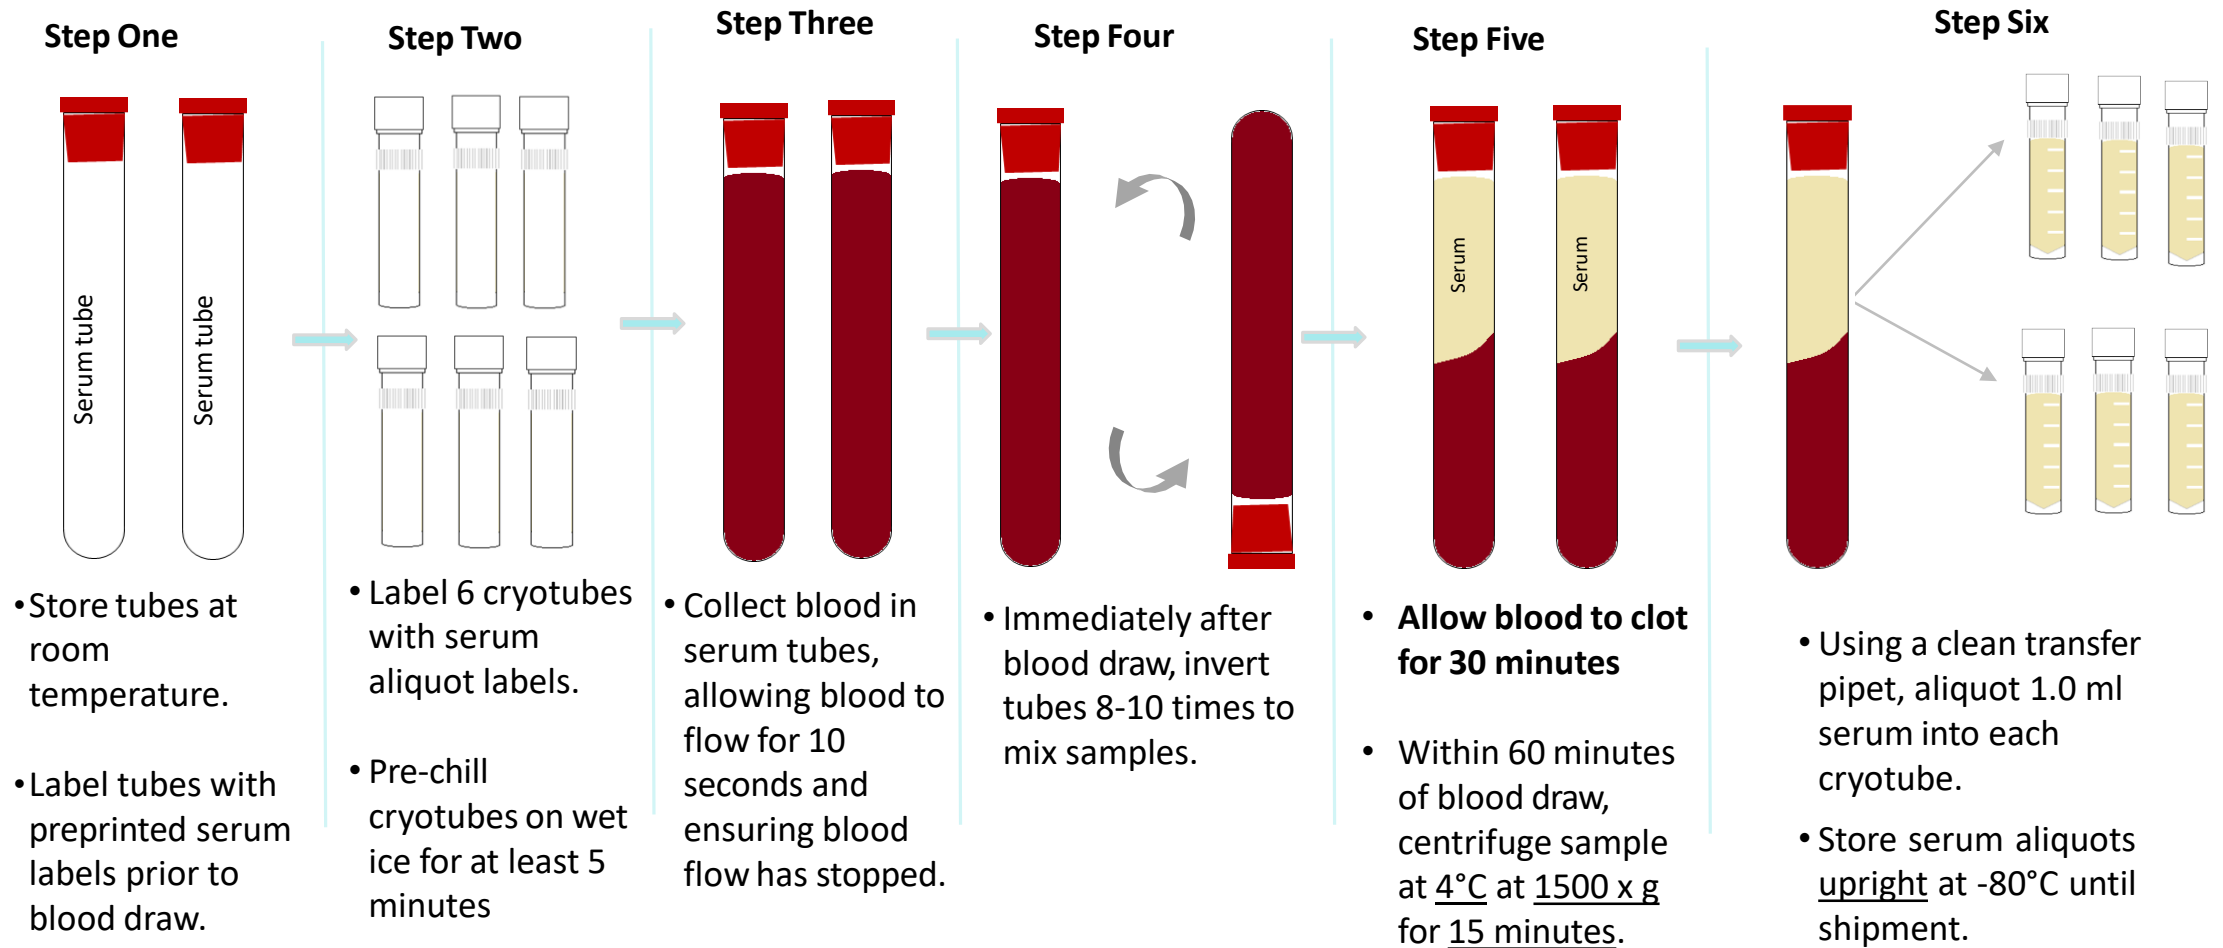 Step One
Serum tube
Serum tube
•Store tubes at
room
temperature.
•Label tubes with
preprinted serum
labels prior to
blood draw.
Step Two
• Label 6 cryotubes
with serum
aliquot labels.
• Pre-chill
cryotubes on wet
ice for at least 5
minutes
Step Three
• Collect blood in
serum tubes,
allowing blood to
flow for 10
seconds and
ensuring blood
flow has stopped.
Step Four
• Immediately after
blood draw, invert
tubes 8-10 times to
mix samples.
Step Five
Serum
Serum
• Allow blood to clot
for 30 minutes
• Within 60 minutes
of blood draw,
centrifuge sample
at 4°C at 1500 x g
for 15 minutes.
Step Six
• Using a clean transfer
pipet, aliquot 1.0 ml
serum into each
cryotube.
• Store serum aliquots
upright at -80°C until
shipment.